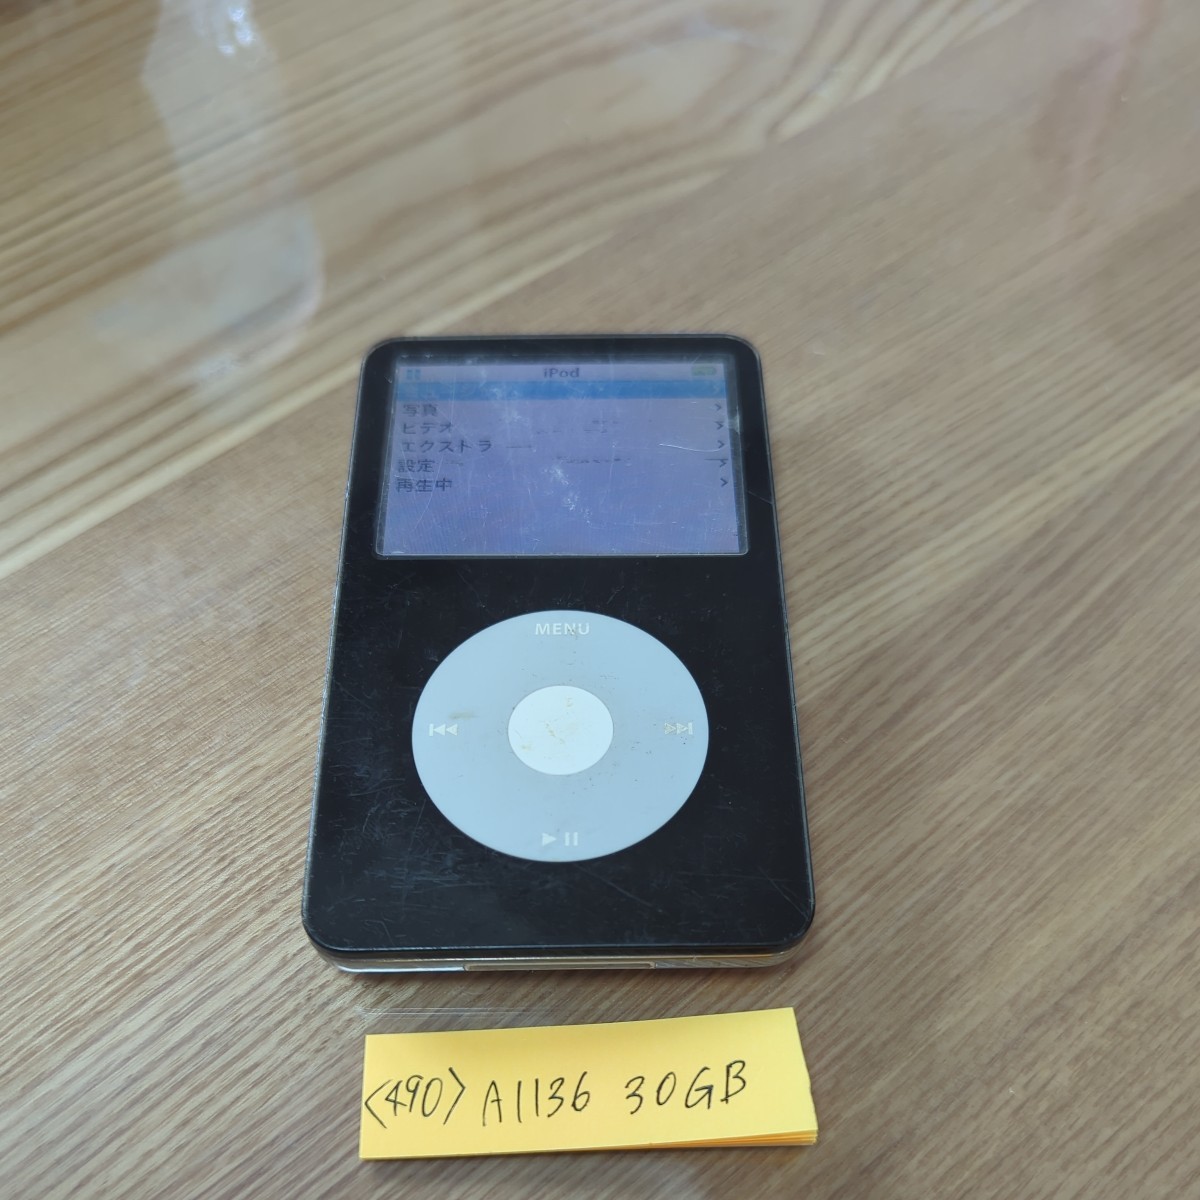 iPod
写真
ビデオ
エクストラ
設定
再生中
MENU
<490> A1136 30GB